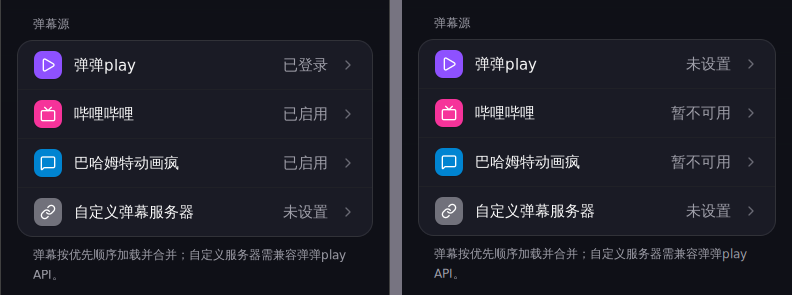 弹幕源
弹弹play 已登录
哔哩哔哩 已启用
巴哈姆特动画疯 已启用
自定义弹幕服务器 未设置
弹幕按优先顺序加载并合并；自定义服务器需兼容弹弹play
API。
弹幕源
弹弹play 未设置
哔哩哔哩 暂不可用
巴哈姆特动画疯 暂不可用
自定义弹幕服务器 未设置
弹幕按优先顺序加载并合并；自定义服务器需兼容弹弹play
API。